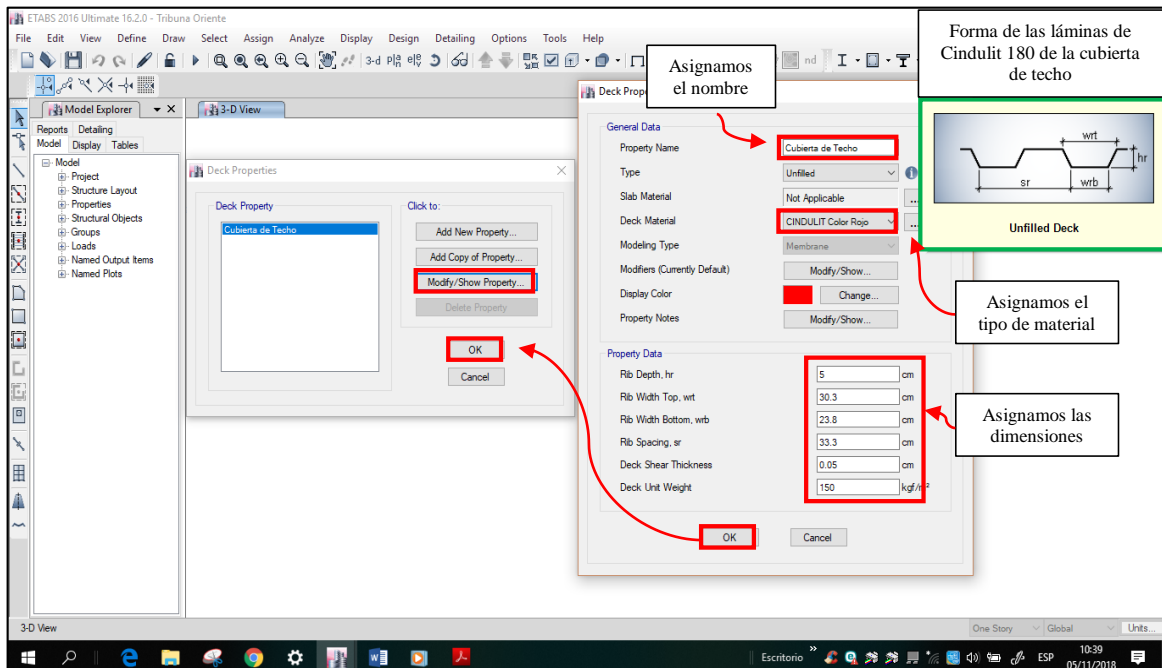 ETABS 2016 Ultimate 16.2.0 - Tribuna Oriente
File Edit View Define Draw Select Assign Analyze Display Design Detailing Options Tools Help
3-d
nd
Model Explorer
3-D View
Reports Detailing
Model Display Tables
Model
Project
Structure Layout
Properties
Structural Objects
Groups
Loads
Named Output Items
Named Plots
Deck Properties
Deck Property
Cubierta de Techo
Click to:
Add New Property...
Add Copy of Property...
Modify/Show Property...
Delete Property
OK
Cancel
Asignamos
el nombre
General Data
Property Name Cubierta de Techo
Type Unfilled
Slab Material Not Applicable ...
Deck Material CINDULIT Color Rojo ...
Modeling Type Membrane
Modifiers (Currently Default) Modify/Show...
Display Color Change...
Property Notes Modify/Show...
Property Data
Rib Depth, hr 5 cm
Rib Width Top, wrt 30.3 cm
Rib Width Bottom, wrb 23.8 cm
Rib Spacing, sr 33.3 cm
Deck Shear Thickness 0.05 cm
Deck Unit Weight 150 kgf/m²
OK Cancel
Forma de las láminas de
Cindulit 180 de la cubierta
de techo
wrt
hr
sr
wrb
Unfilled Deck
Asignamos el
tipo de material
Asignamos las
dimensiones
3-D View
One Story Global Units...
Escritorio
ESP
10:39
05/11/2018